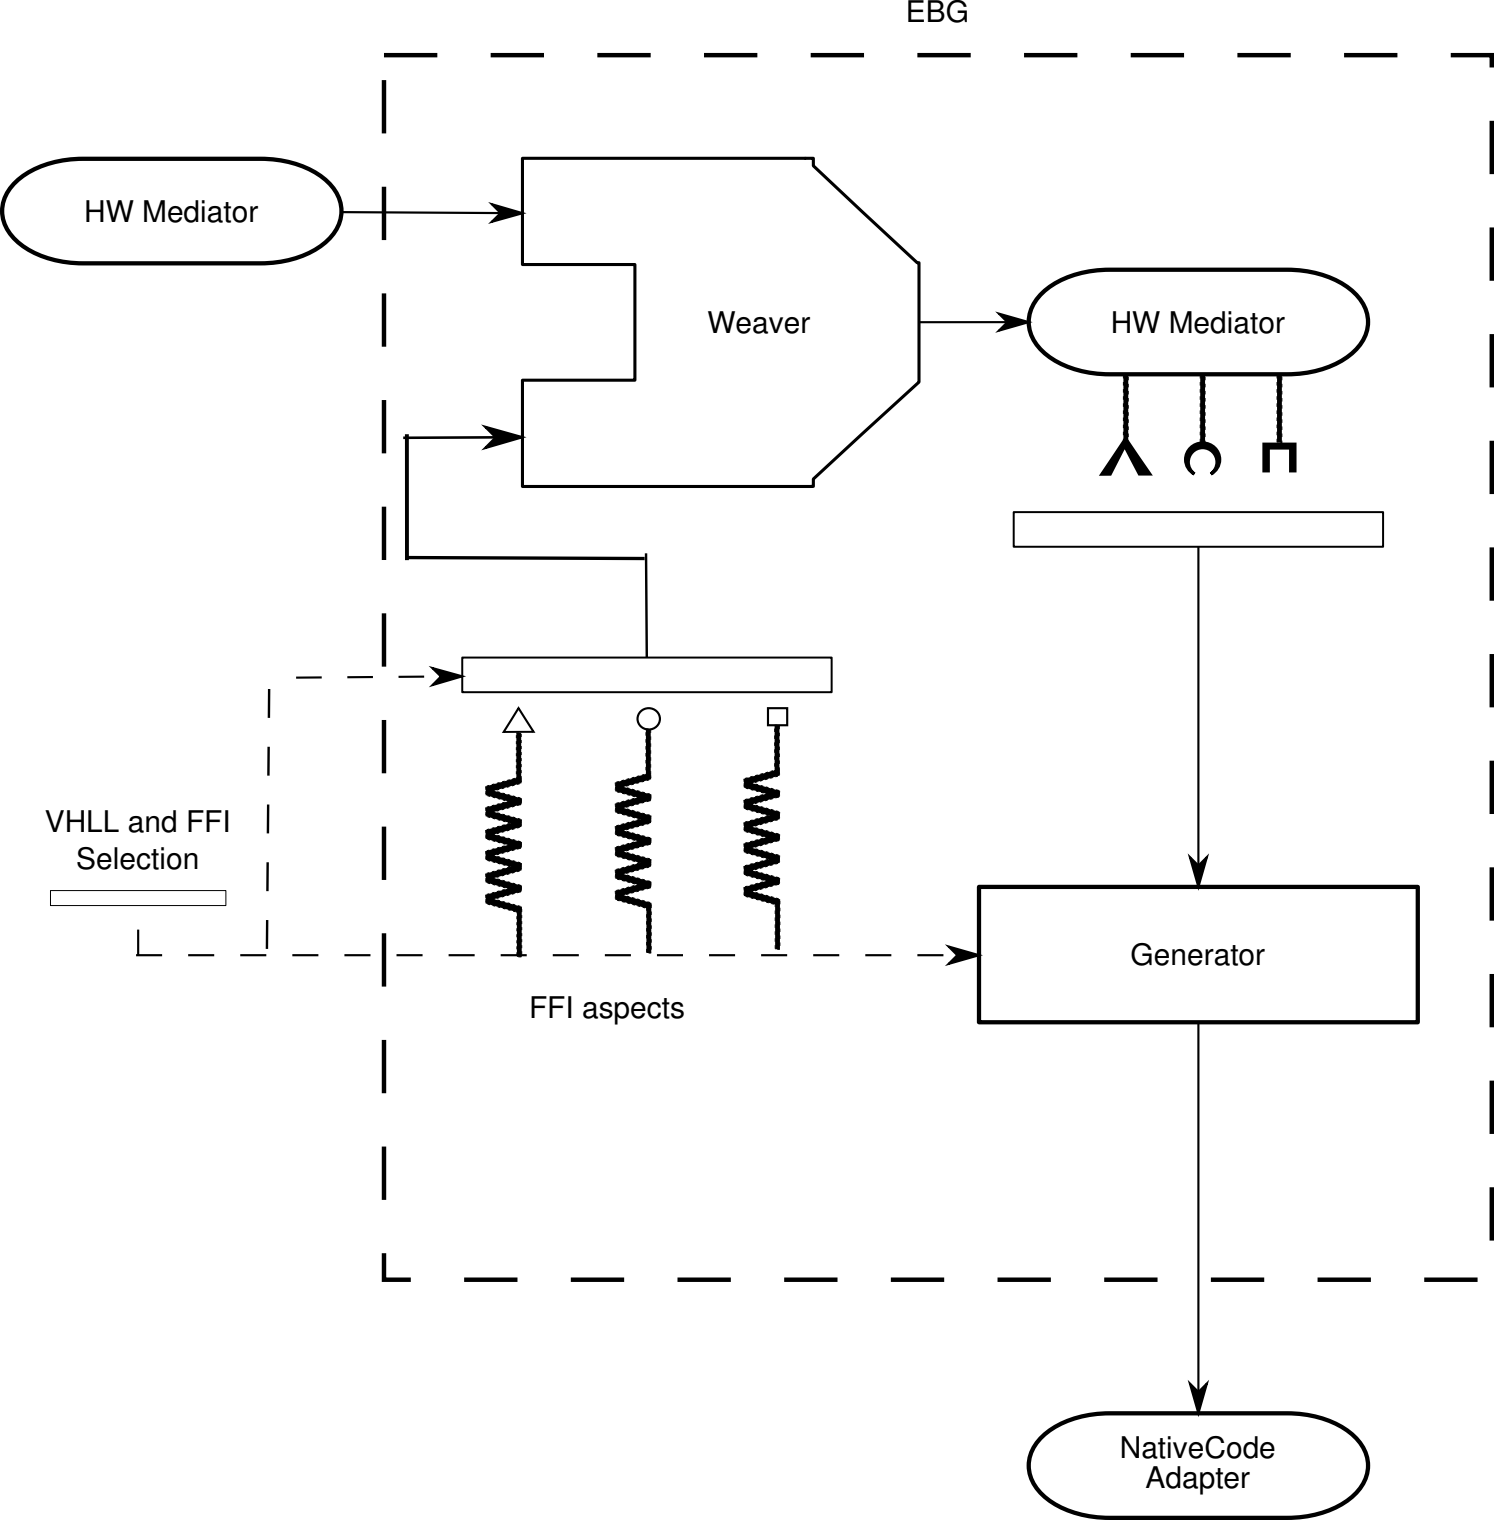 EBG
HW Mediator
Weaver
HW Mediator
VHLL and FFI
Selection
Generator
FFI aspects
NativeCode
Adapter